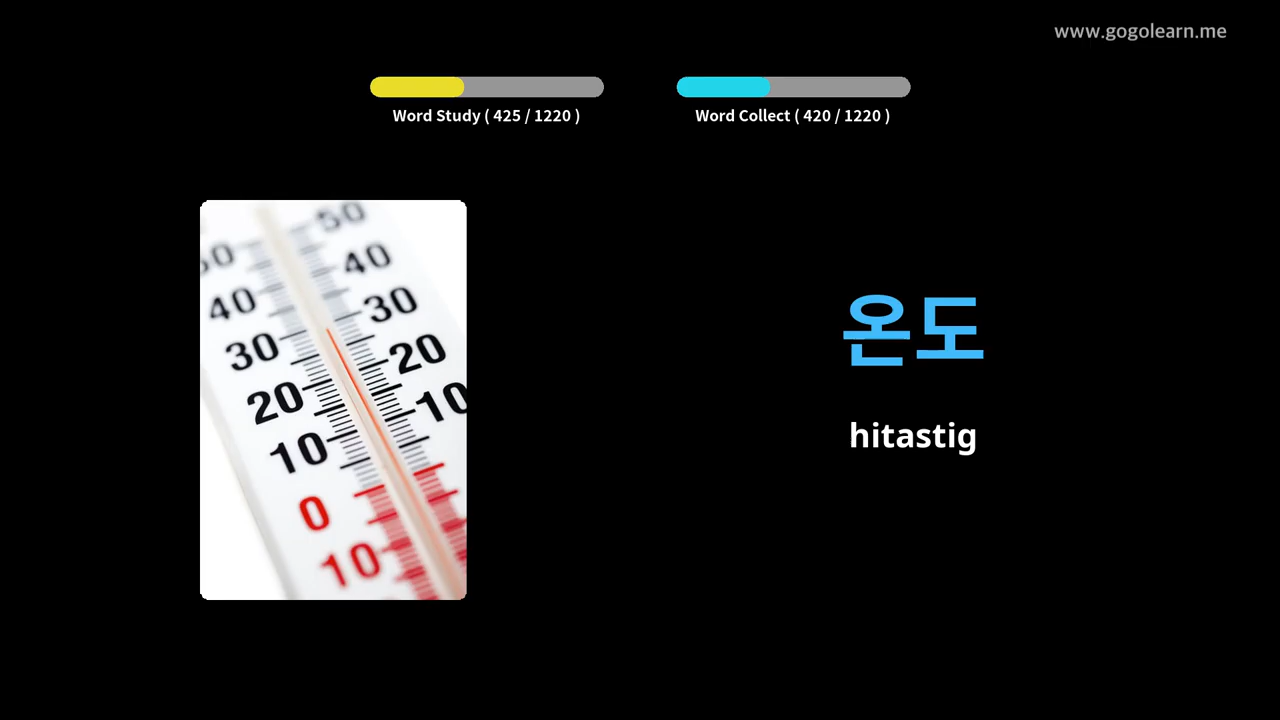 www.gogolearn.me
Word Study ( 425 / 1220 )
Word Collect ( 420 / 1220 )
50
40 40
30 30
20 20
10 10
0
10
온도
hitastig